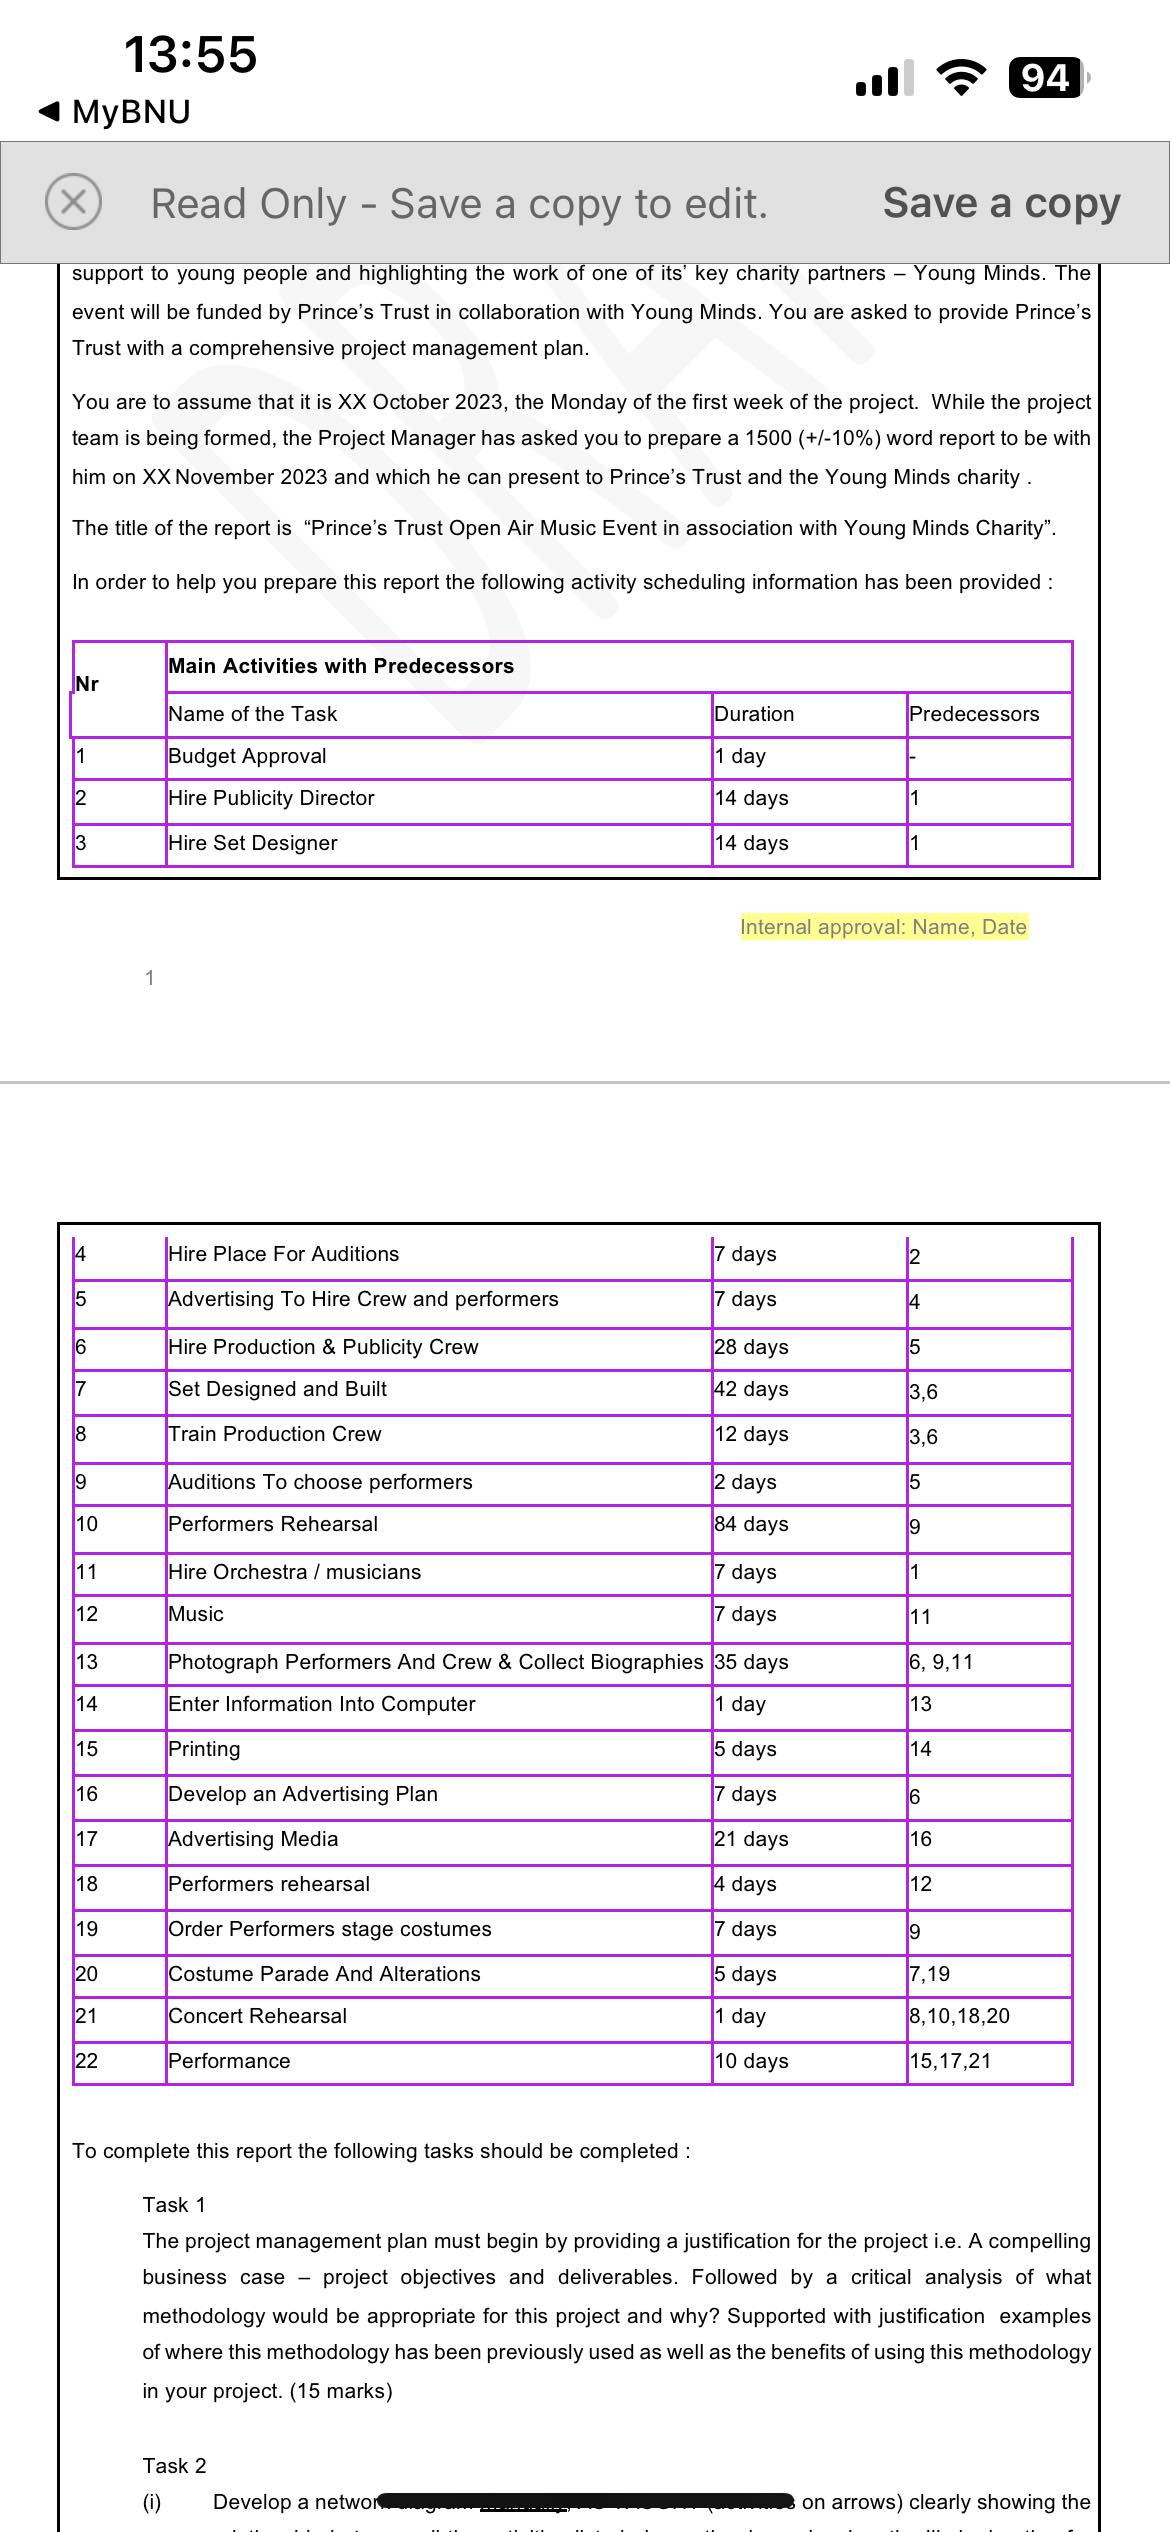 13:55
94
◀ MyBNU
Read Only - Save a copy to edit.
Save a copy
support to young people and highlighting the work of one of its’ key charity partners – Young Minds. The
event will be funded by Prince’s Trust in collaboration with Young Minds. You are asked to provide Prince’s
Trust with a comprehensive project management plan.
You are to assume that it is XX October 2023, the Monday of the first week of the project. While the project
team is being formed, the Project Manager has asked you to prepare a 1500 (+/-10%) word report to be with
him on XX November 2023 and which he can present to Prince’s Trust and the Young Minds charity .
The title of the report is “Prince’s Trust Open Air Music Event in association with Young Minds Charity”.
In order to help you prepare this report the following activity scheduling information has been provided :
Nr Main Activities with Predecessors
Name of the Task Duration Predecessors
1 Budget Approval 1 day -
2 Hire Publicity Director 14 days 1
3 Hire Set Designer 14 days 1
Internal approval: Name, Date
1
4 Hire Place For Auditions 7 days 2
5 Advertising To Hire Crew and performers 7 days 4
6 Hire Production & Publicity Crew 28 days 5
7 Set Designed and Built 42 days 3,6
8 Train Production Crew 12 days 3,6
9 Auditions To choose performers 2 days 5
10 Performers Rehearsal 84 days 9
11 Hire Orchestra / musicians 7 days 1
12 Music 7 days 11
13 Photograph Performers And Crew & Collect Biographies 35 days 6, 9,11
14 Enter Information Into Computer 1 day 13
15 Printing 5 days 14
16 Develop an Advertising Plan 7 days 6
17 Advertising Media 21 days 16
18 Performers rehearsal 4 days 12
19 Order Performers stage costumes 7 days 9
20 Costume Parade And Alterations 5 days 7,19
21 Concert Rehearsal 1 day 8,10,18,20
22 Performance 10 days 15,17,21
To complete this report the following tasks should be completed :
Task 1
The project management plan must begin by providing a justification for the project i.e. A compelling
business case – project objectives and deliverables. Followed by a critical analysis of what
methodology would be appropriate for this project and why? Supported with justification examples
of where this methodology has been previously used as well as the benefits of using this methodology
in your project. (15 marks)
Task 2
(i) Develop a network on arrows) clearly showing the